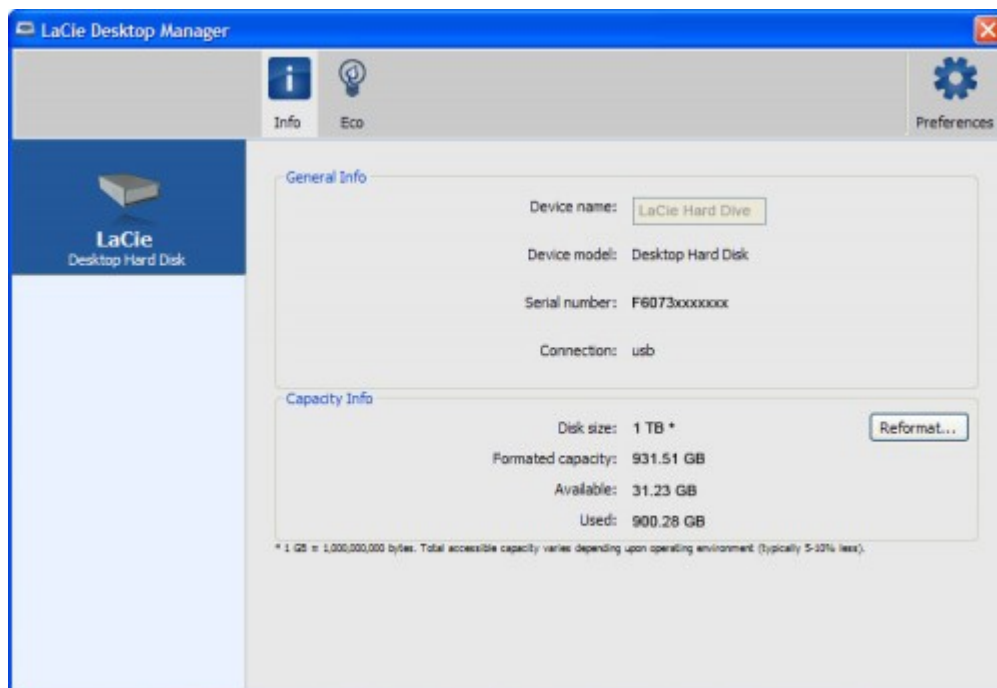 LaCie Desktop Manager
Info
Eco
Preferences
LaCie
Desktop Hard Disk
General Info
Device name: LaCie Hard Dive
Device model: Desktop Hard Disk
Serial number: F6073xxxxxxx
Connection: usb
Capacity Info
Disk size: 1 TB *
Reformat...
Formated capacity: 931.51 GB
Available: 31.23 GB
Used: 900.28 GB
* 1 GB = 1,000,000,000 bytes. Total accessible capacity varies depending upon operating environment (typically 5-10% less).